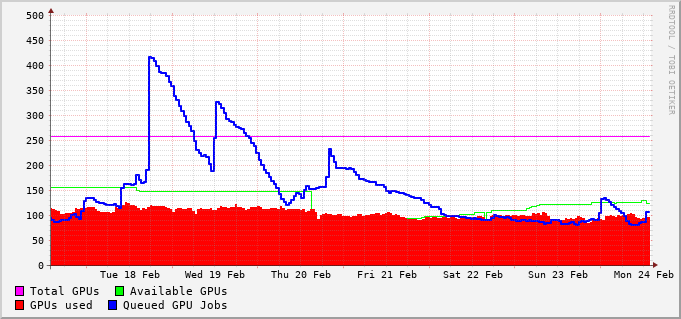 500
450
400
350
300
250
200
150
100
50
0
Tue 18 Feb Wed 19 Feb Thu 20 Feb Fri 21 Feb Sat 22 Feb Sun 23 Feb Mon 24 Feb
Total GPUs Available GPUs
GPUs used Queued GPU Jobs
RRDTOOL / TOBI OETIKER